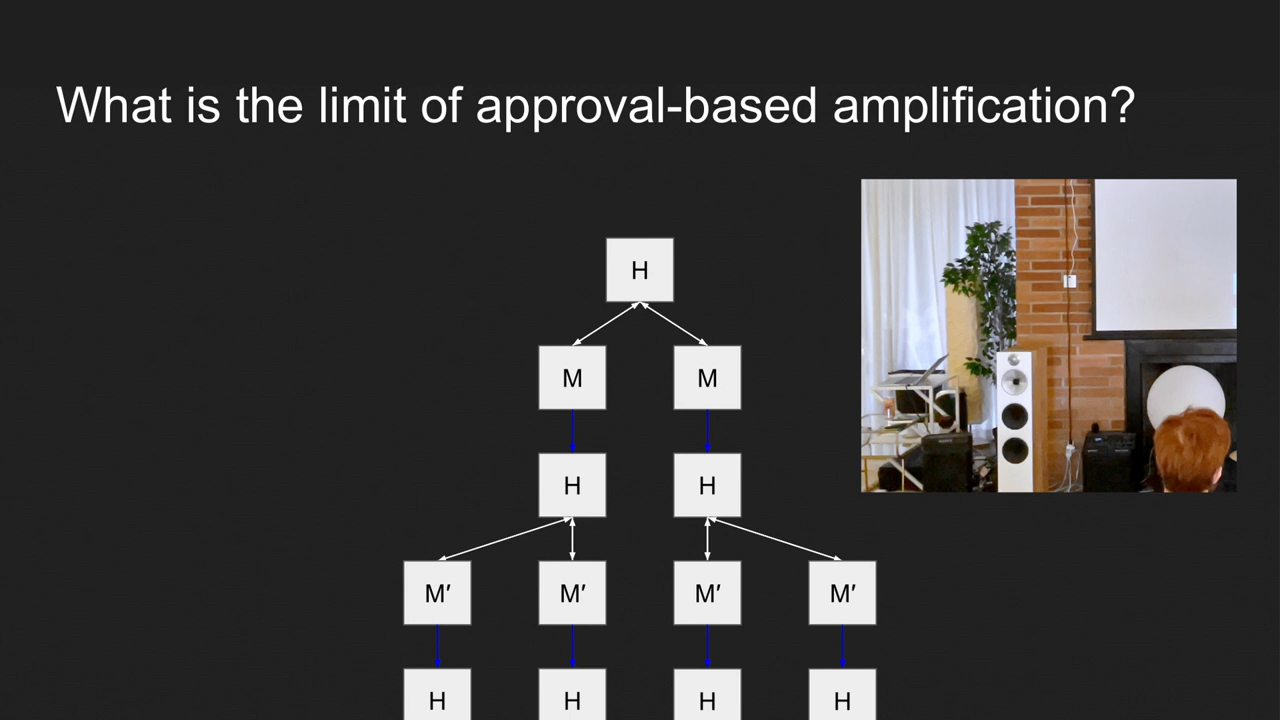 What is the limit of approval-based amplification?
H
M M
H H
M′ M′ M′ M′
H H H H